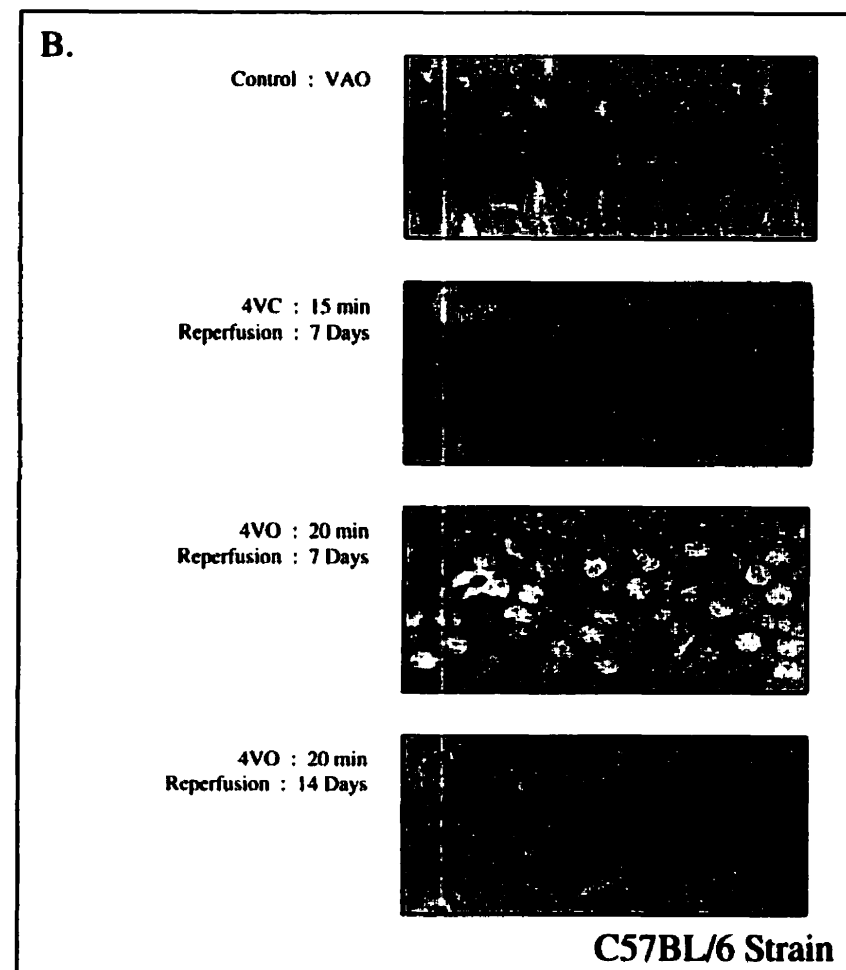 B.
Control : VAO
4VC : 15 min
Reperfusion : 7 Days
4VO : 20 min
Reperfusion : 7 Days
4VO : 20 min
Reperfusion : 14 Days
C57BL/6 Strain